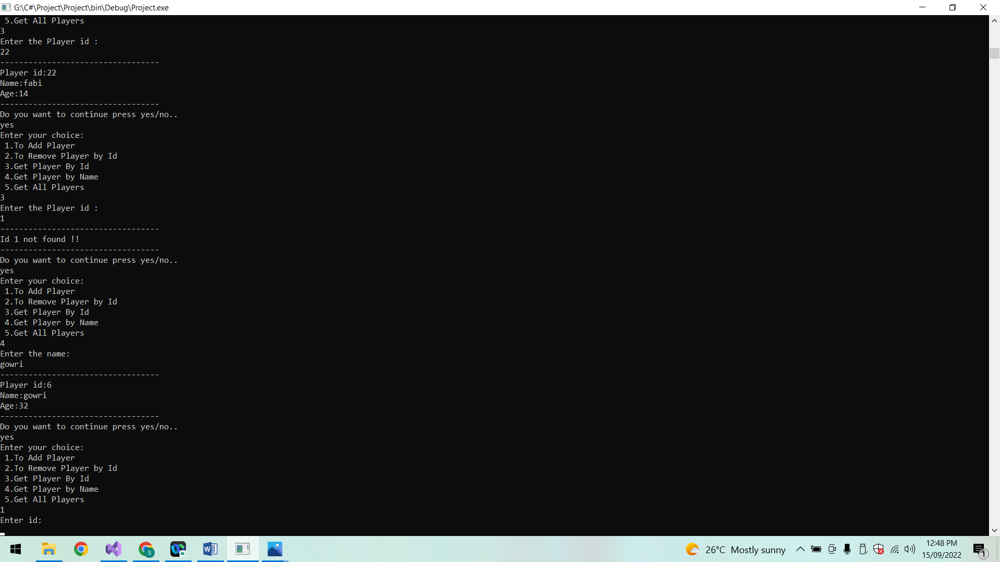 G:\C#\Project\Project\bin\Debug\Project.exe
 5.Get All Players
3
Enter the Player id :
22
----------------------------------
Player id:22
Name:fabi
Age:14
----------------------------------
Do you want to continue press yes/no..
yes
Enter your choice:
 1.To Add Player
 2.To Remove Player by Id
 3.Get Player By Id
 4.Get Player by Name
 5.Get All Players
3
Enter the Player id :
1
----------------------------------
Id 1 not found !!
----------------------------------
Do you want to continue press yes/no..
yes
Enter your choice:
 1.To Add Player
 2.To Remove Player by Id
 3.Get Player By Id
 4.Get Player by Name
 5.Get All Players
4
Enter the name:
gowri
----------------------------------
Player id:6
Name:gowri
Age:32
----------------------------------
Do you want to continue press yes/no..
yes
Enter your choice:
 1.To Add Player
 2.To Remove Player by Id
 3.Get Player By Id
 4.Get Player by Name
 5.Get All Players
1
Enter id:
26°C Mostly sunny
12:48 PM
15/09/2022
1